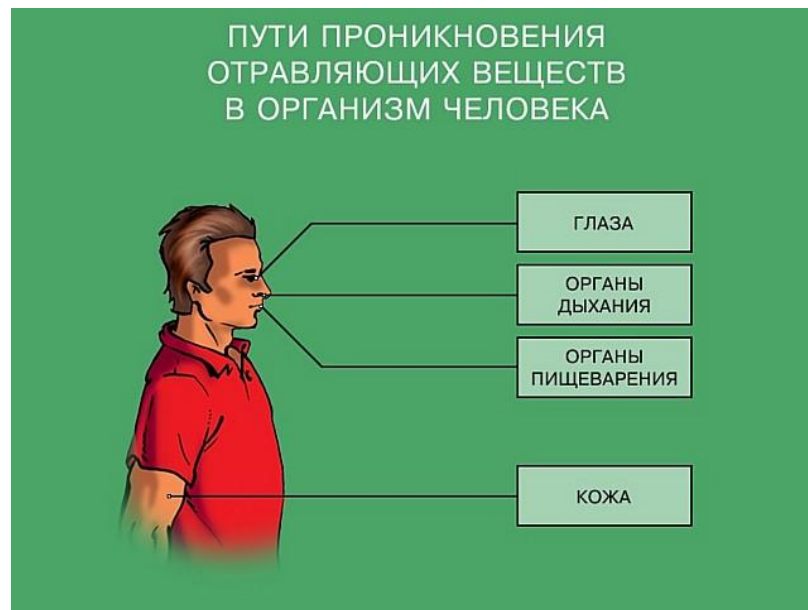 ПУТИ ПРОНИКНОВЕНИЯ
ОТРАВЛЯЮЩИХ ВЕЩЕСТВ
В ОРГАНИЗМ ЧЕЛОВЕКА
ГЛАЗА
ОРГАНЫ
ДЫХАНИЯ
ОРГАНЫ
ПИЩЕВАРЕНИЯ
КОЖА